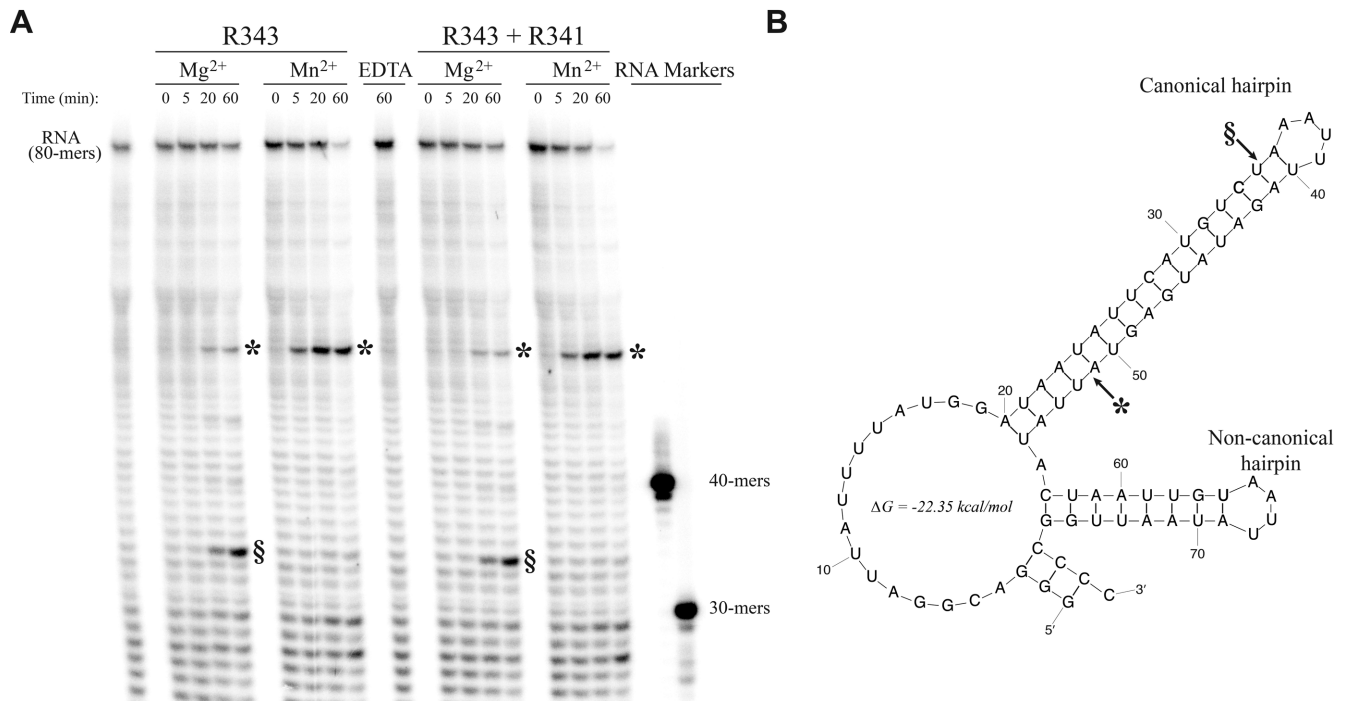 A
B
R343
R343 + R341
Mg2+
Mn2+
EDTA
Mg2+
Mn2+
RNA Markers
Time (min):
0 5 20 60
0 5 20 60
60
0 5 20 60
0 5 20 60
RNA
(80-mers)
*
*
*
*
§
§
40-mers
30-mers
Canonical hairpin
§
*
Non-canonical
hairpin
ΔG = -22.35 kcal/mol
5′
GGGACGGAUUAUUUUAUGGAUAAUAUUCAUGUCUAAAUUUAGAUAUGAGUAUUAUACUAAUUGUAAUUAUAAUUGGCCCC
3′
10
20
30
40
50
60
70